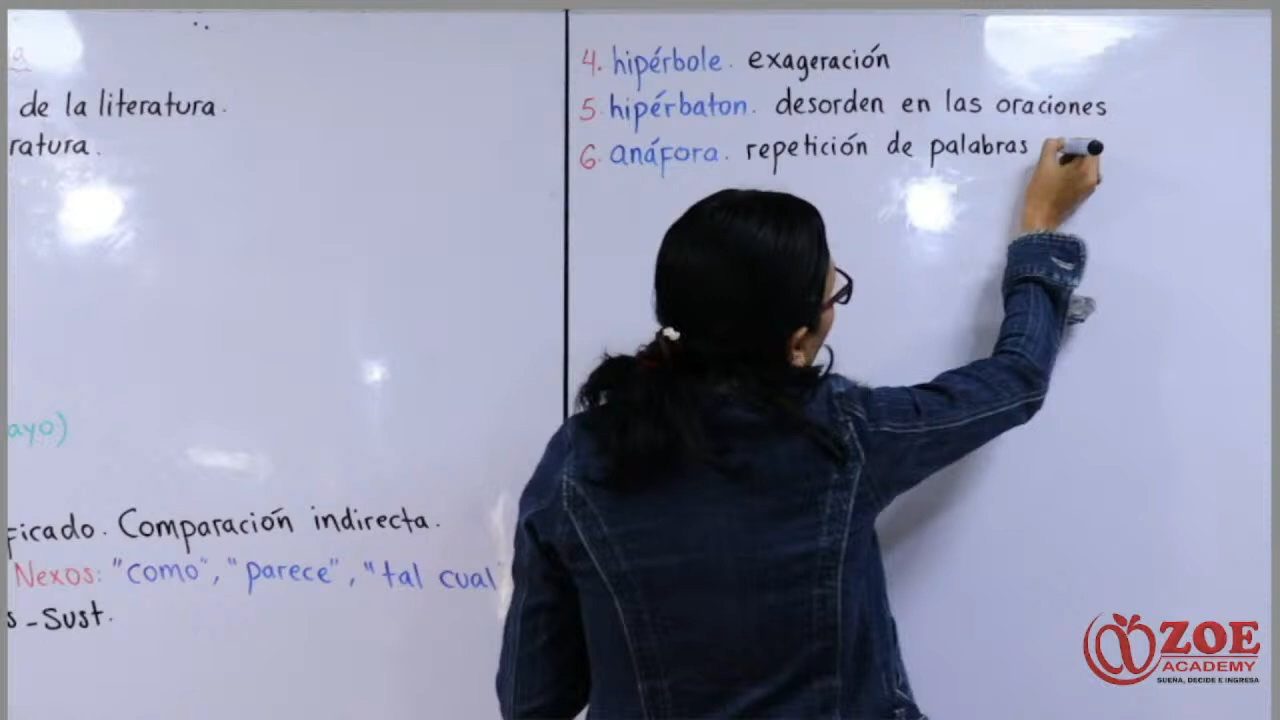 de la literatura.
ratura.
ayo)
ficado. Comparación indirecta.
Nexos: "como", "parece", "tal cual
s - Sust.
4. hipérbole. exageración
5. hipérbaton. desorden en las oraciones
6. anáfora. repetición de palabras
ZOE
ACADEMY
SUEÑA, DECIDE E INGRESA